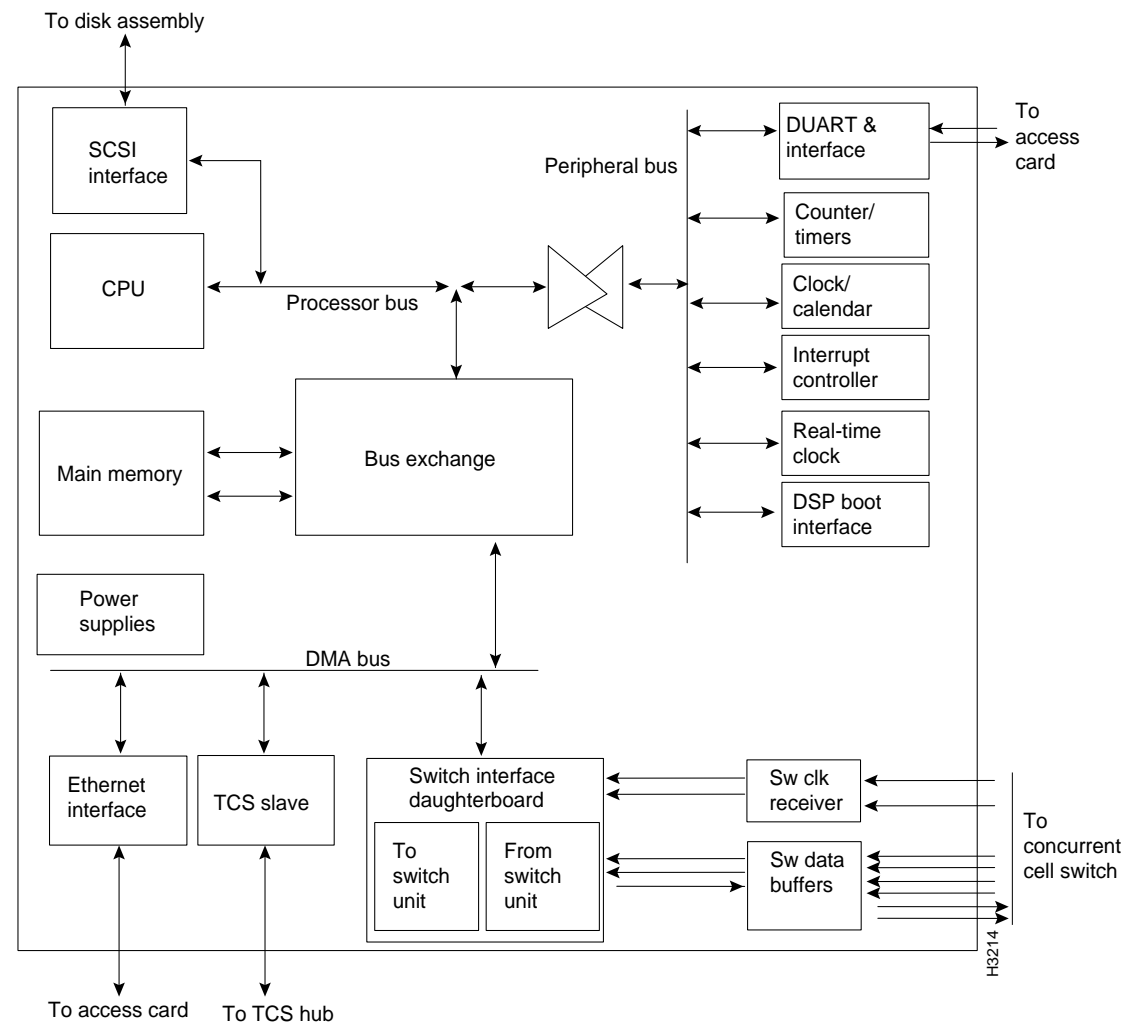 To disk assembly
SCSI
interface
CPU
Processor bus
Peripheral bus
DUART &
interface
To
access
card
Counter/
timers
Clock/
calendar
Interrupt
controller
Real-time
clock
DSP boot
interface
Main memory
Bus exchange
Power
supplies
DMA bus
Ethernet
interface
TCS slave
Switch interface
daughterboard
To
switch
unit
From
switch
unit
Sw clk
receiver
Sw data
buffers
To
concurrent
cell switch
H3214
To access card
To TCS hub